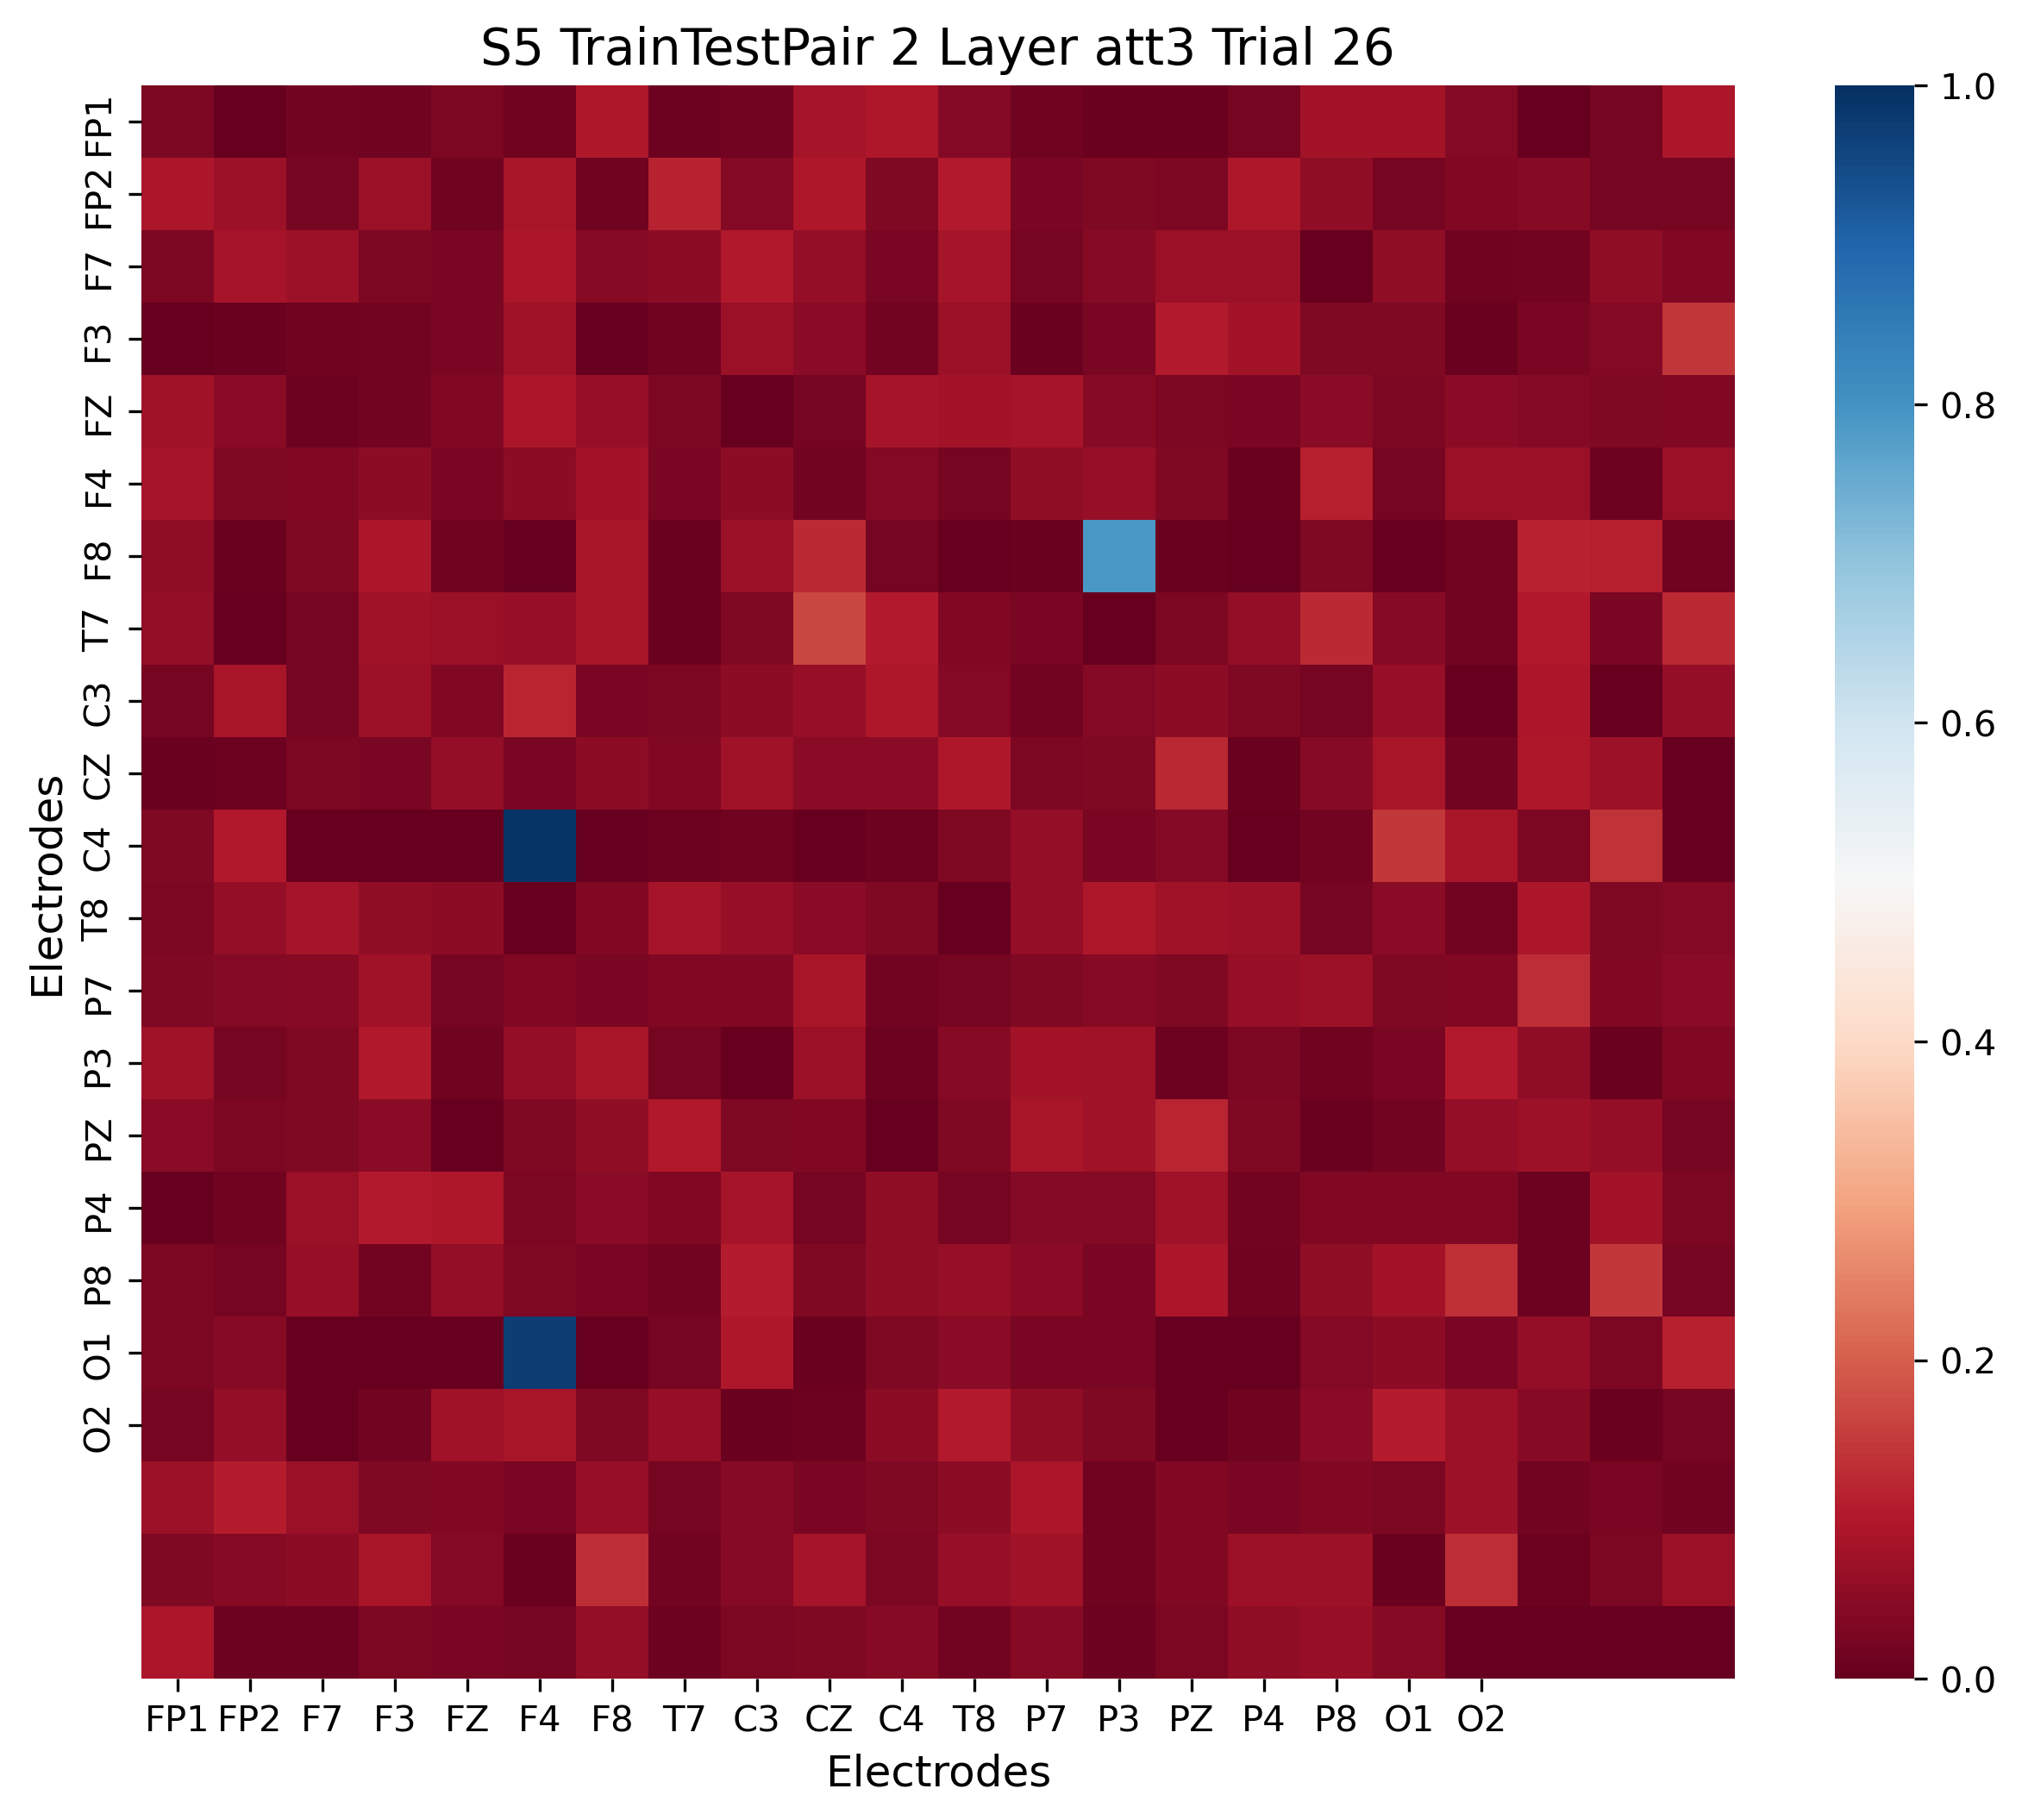 S5 TrainTestPair 2 Layer att3 Trial 26
Electrodes
FP1
FP2
F7
F3
FZ
F4
F8
T7
C3
CZ
C4
T8
P7
P3
PZ
P4
P8
O1
O2
FP1 FP2 F7 F3 FZ F4 F8 T7 C3 CZ C4 T8 P7 P3 PZ P4 P8 O1 O2
Electrodes
1.0
0.8
0.6
0.4
0.2
0.0